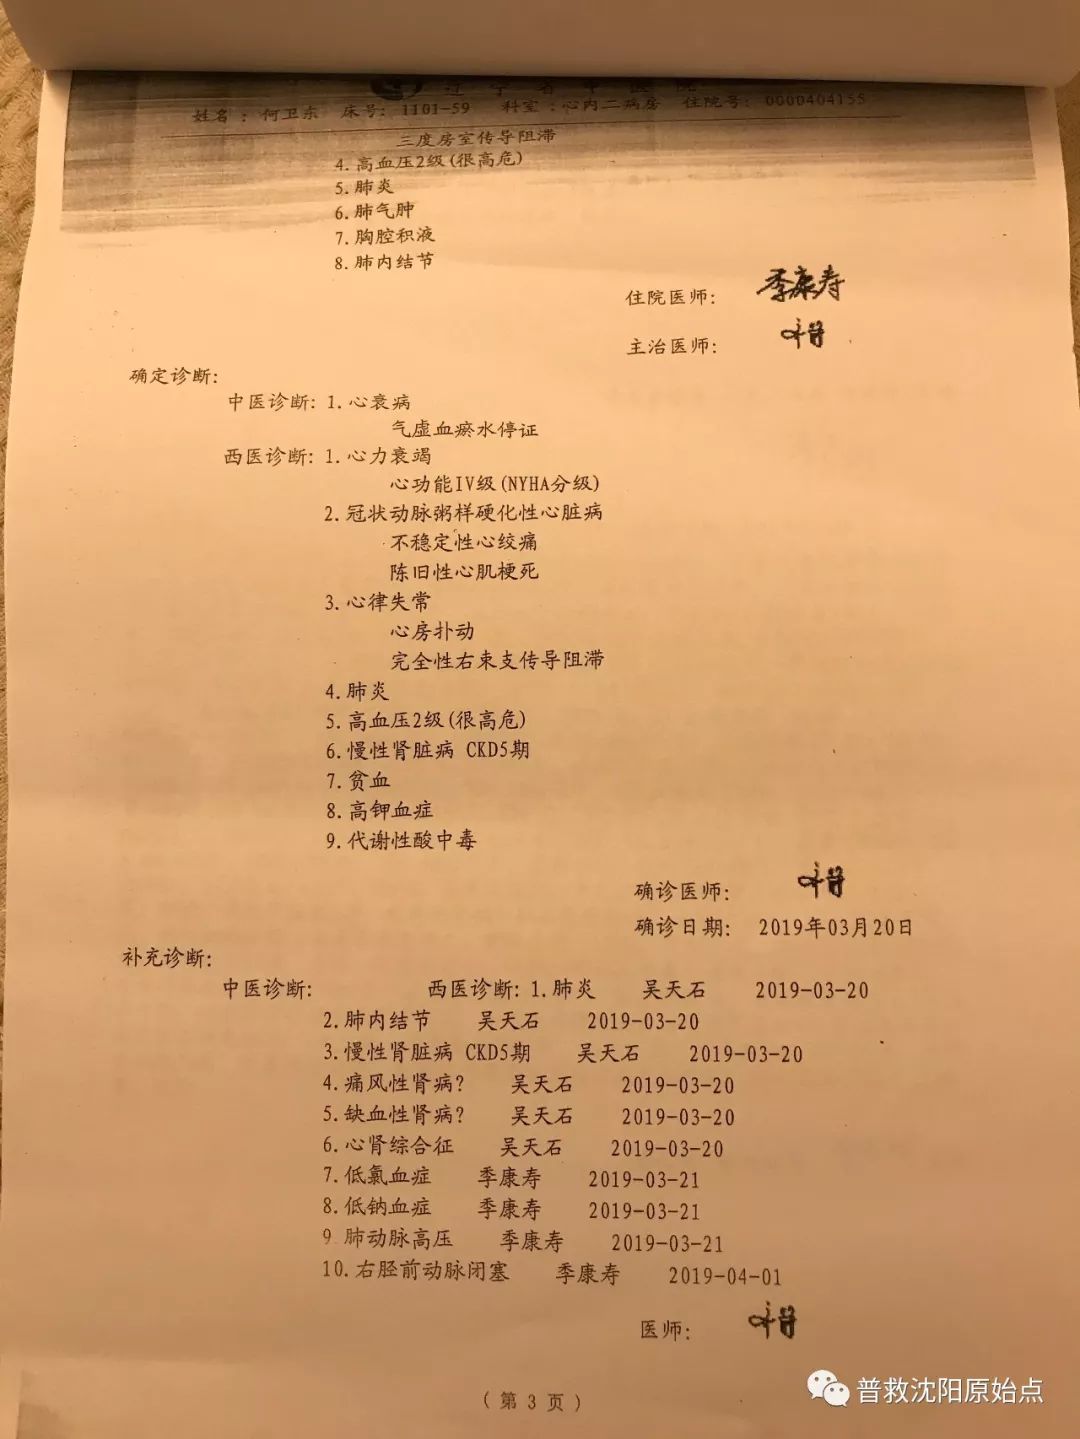 辽宁省中医院
姓名：何卫东 床号：1101-59 科室：心内二病房 住院号：0000404155
三度房室传导阻滞
4.高血压2级(很高危)
5.肺炎
6.肺气肿
7.胸腔积液
8.肺内结节
住院医师： 季康寿
主治医师：
确定诊断：
中医诊断：1.心衰病
气虚血瘀水停证
西医诊断：1.心力衰竭
心功能IV级(NYHA分级)
2.冠状动脉粥样硬化性心脏病
不稳定性心绞痛
陈旧性心肌梗死
3.心律失常
心房扑动
完全性右束支传导阻滞
4.肺炎
5.高血压2级(很高危)
6.慢性肾脏病 CKD5期
7.贫血
8.高钾血症
9.代谢性酸中毒
确诊医师：
确诊日期： 2019年03月20日
补充诊断：
中医诊断： 西医诊断：1.肺炎 吴天石 2019-03-20
2.肺内结节 吴天石 2019-03-20
3.慢性肾脏病 CKD5期 吴天石 2019-03-20
4.痛风性肾病？ 吴天石 2019-03-20
5.缺血性肾病？ 吴天石 2019-03-20
6.心肾综合征 吴天石 2019-03-20
7.低氯血症 季康寿 2019-03-21
8.低钠血症 季康寿 2019-03-21
9.肺动脉高压 季康寿 2019-03-21
10.右胫前动脉闭塞 季康寿 2019-04-01
医师：
（第 3 页）
普救沈阳原始点